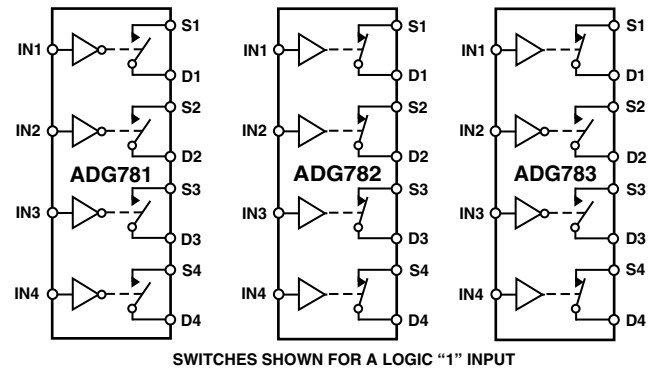 S1
IN1
D1
S2
IN2
D2
ADG781
S3
IN3
D3
S4
IN4
D4
S1
IN1
D1
S2
IN2
D2
ADG782
S3
IN3
D3
S4
IN4
D4
S1
IN1
D1
S2
IN2
D2
ADG783
S3
IN3
D3
S4
IN4
D4
SWITCHES SHOWN FOR A LOGIC “1” INPUT